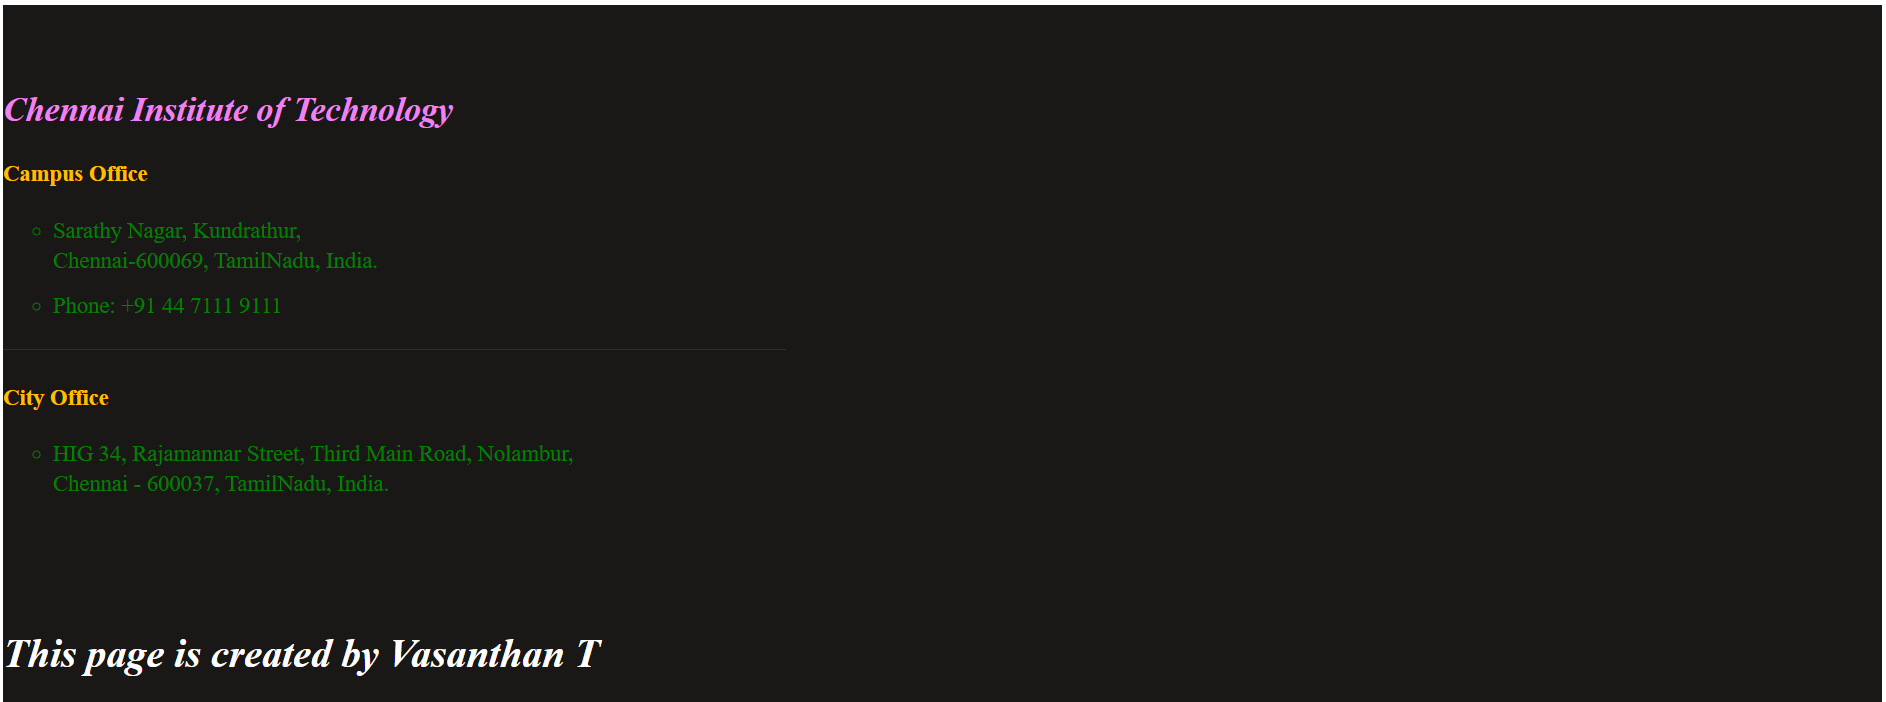 Chennai Institute of Technology
Campus Office
Sarathy Nagar, Kundrathur,
Chennai-600069, TamilNadu, India.
Phone: +91 44 7111 9111
City Office
HIG 34, Rajamannar Street, Third Main Road, Nolambur,
Chennai - 600037, TamilNadu, India.
This page is created by Vasanthan T